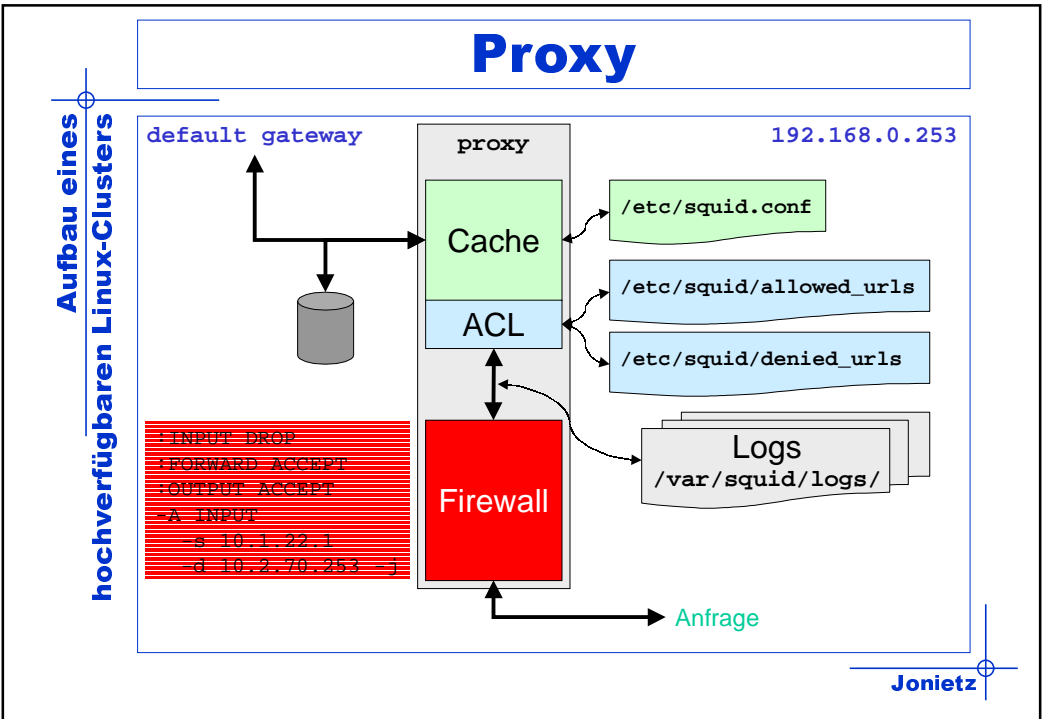 Proxy
Aufbau eines
hochverfügbaren Linux-Clusters
default gateway
proxy
192.168.0.253
Cache
/etc/squid.conf
ACL
/etc/squid/allowed_urls
/etc/squid/denied_urls
:INPUT DROP
:FORWARD ACCEPT
:OUTPUT ACCEPT
-A INPUT
-s 10.1.22.1
-d 10.2.70.253 -j
Firewall
Logs
/var/squid/logs/
Anfrage
Jonietz